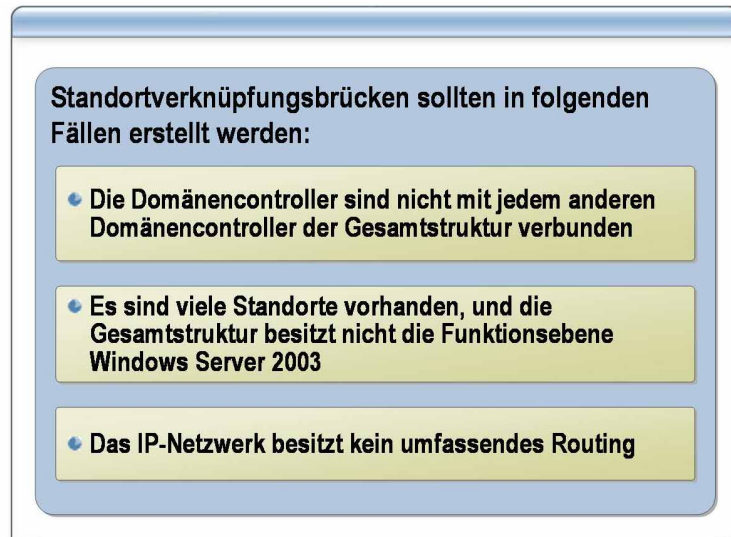 Standortverknüpfungsbrücken sollten in folgenden
Fällen erstellt werden:
Die Domänencontroller sind nicht mit jedem anderen
Domänencontroller der Gesamtstruktur verbunden
Es sind viele Standorte vorhanden, und die
Gesamtstruktur besitzt nicht die Funktionsebene
Windows Server 2003
Das IP-Netzwerk besitzt kein umfassendes Routing